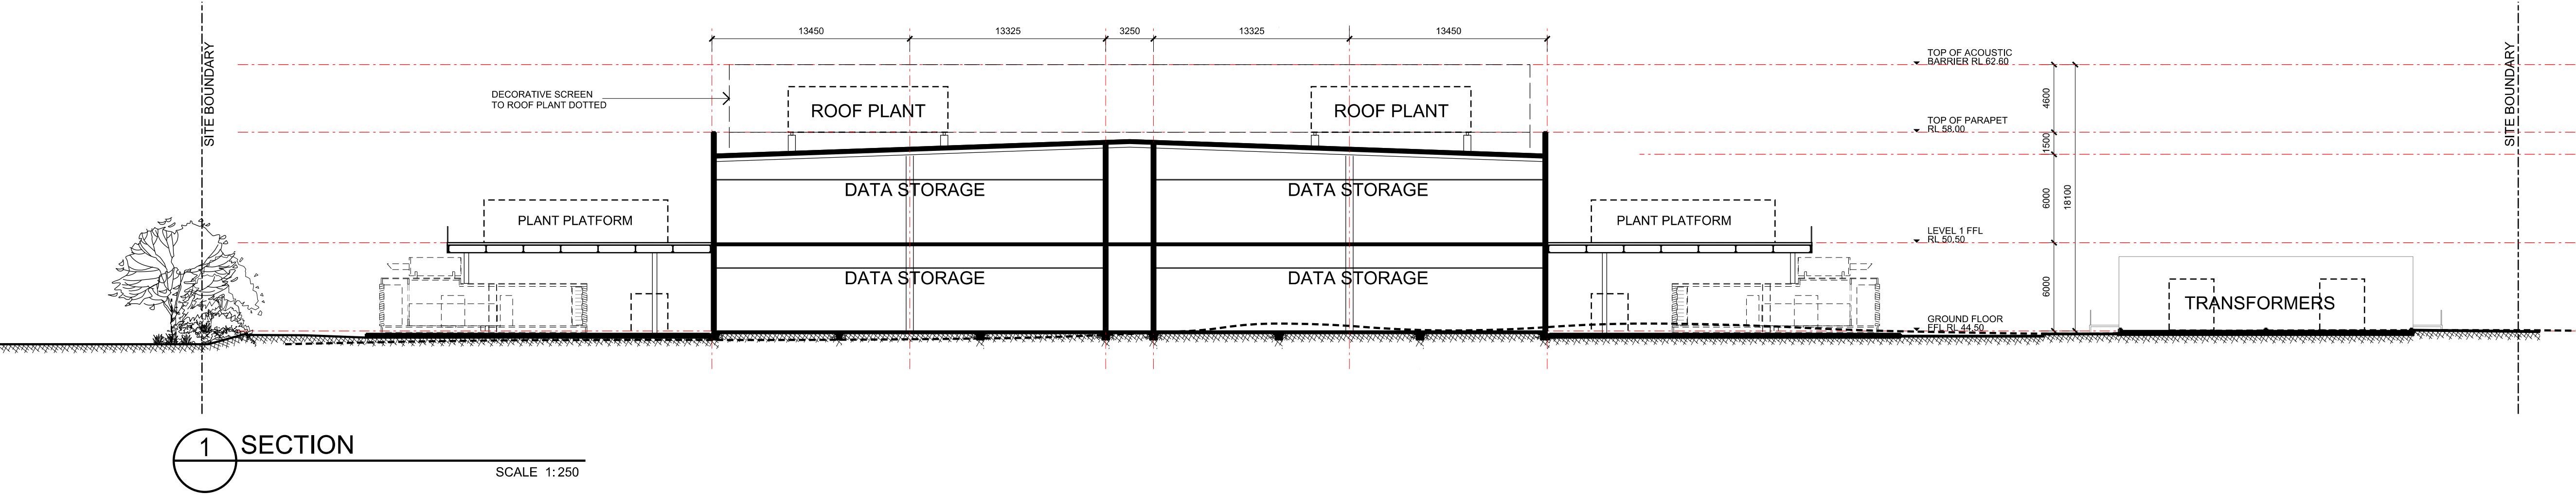 13450
13325
3250
13325
13450
SITE BOUNDARY
SITE BOUNDARY
TOP OF ACOUSTIC
BARRIER RL 62.60
DECORATIVE SCREEN
TO ROOF PLANT DOTTED
ROOF PLANT
ROOF PLANT
4600
TOP OF PARAPET
RL 58.00
1500
DATA STORAGE
DATA STORAGE
6000
18100
PLANT PLATFORM
PLANT PLATFORM
LEVEL 1 FFL
RL 50.50
DATA STORAGE
DATA STORAGE
6000
TRANSFORMERS
GROUND FLOOR
FFL RL 44.50
1 SECTION
SCALE 1:250